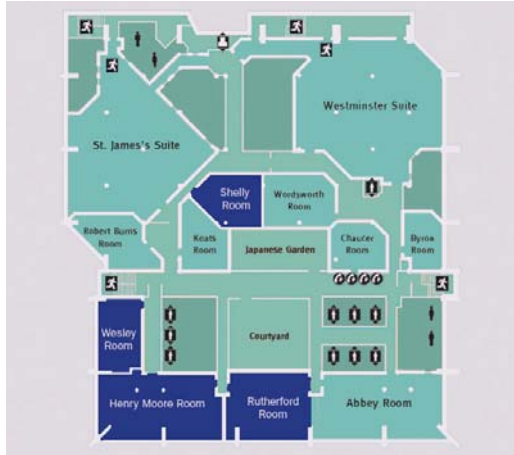 Westminster Suite
St. James's Suite
Shelly
Room
Wordsworth
Room
Robert Burns
Room
Keats
Room
Japanese Garden
Chaucer
Room
Byron
Room
Wesley
Room
Courtyard
Henry Moore Room
Rutherford
Room
Abbey Room